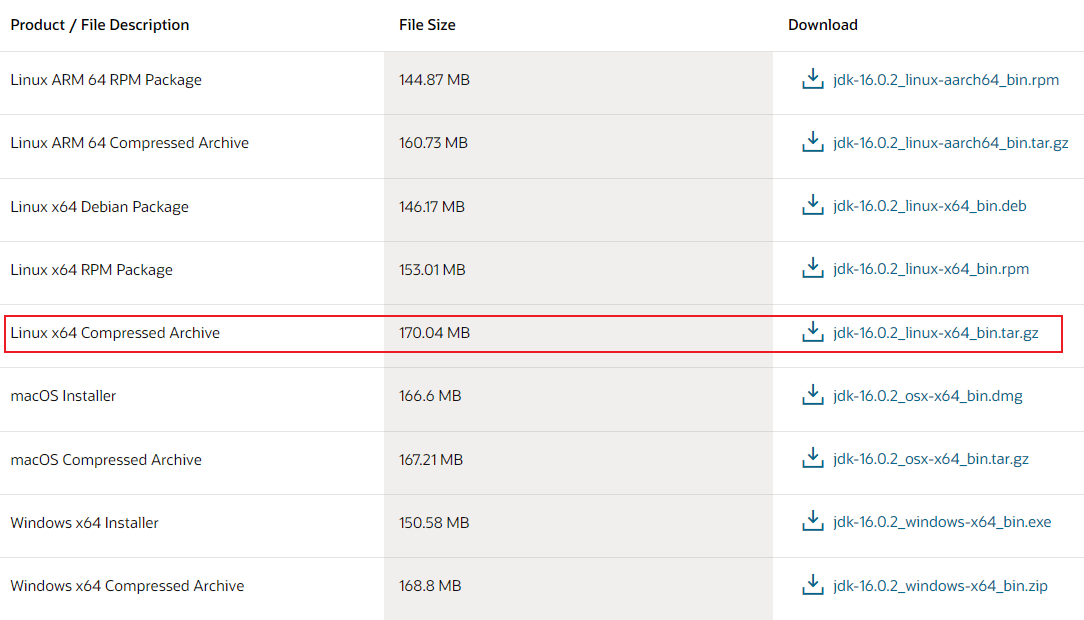 Product / File Description File Size Download
Linux ARM 64 RPM Package 144.87 MB jdk-16.0.2_linux-aarch64_bin.rpm
Linux ARM 64 Compressed Archive 160.73 MB jdk-16.0.2_linux-aarch64_bin.tar.gz
Linux x64 Debian Package 146.17 MB jdk-16.0.2_linux-x64_bin.deb
Linux x64 RPM Package 153.01 MB jdk-16.0.2_linux-x64_bin.rpm
Linux x64 Compressed Archive 170.04 MB jdk-16.0.2_linux-x64_bin.tar.gz
macOS Installer 166.6 MB jdk-16.0.2_osx-x64_bin.dmg
macOS Compressed Archive 167.21 MB jdk-16.0.2_osx-x64_bin.tar.gz
Windows x64 Installer 150.58 MB jdk-16.0.2_windows-x64_bin.exe
Windows x64 Compressed Archive 168.8 MB jdk-16.0.2_windows-x64_bin.zip